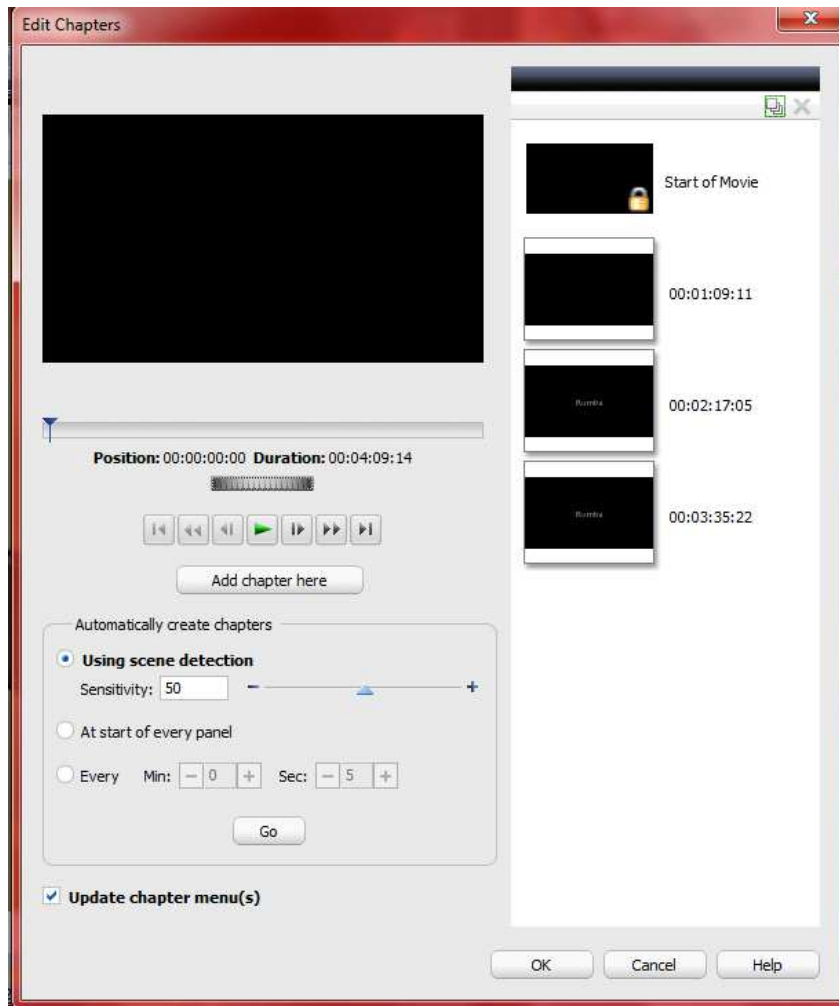 Edit Chapters
Start of Movie
00:01:09:11
Rumba
00:02:17:05
Rumba
00:03:35:22
Position: 00:00:00:00 Duration: 00:04:09:14
Add chapter here
Automatically create chapters
Using scene detection
Sensitivity: 50 - +
At start of every panel
Every Min: - 0 + Sec: - 5 +
Go
Update chapter menu(s)
OK Cancel Help